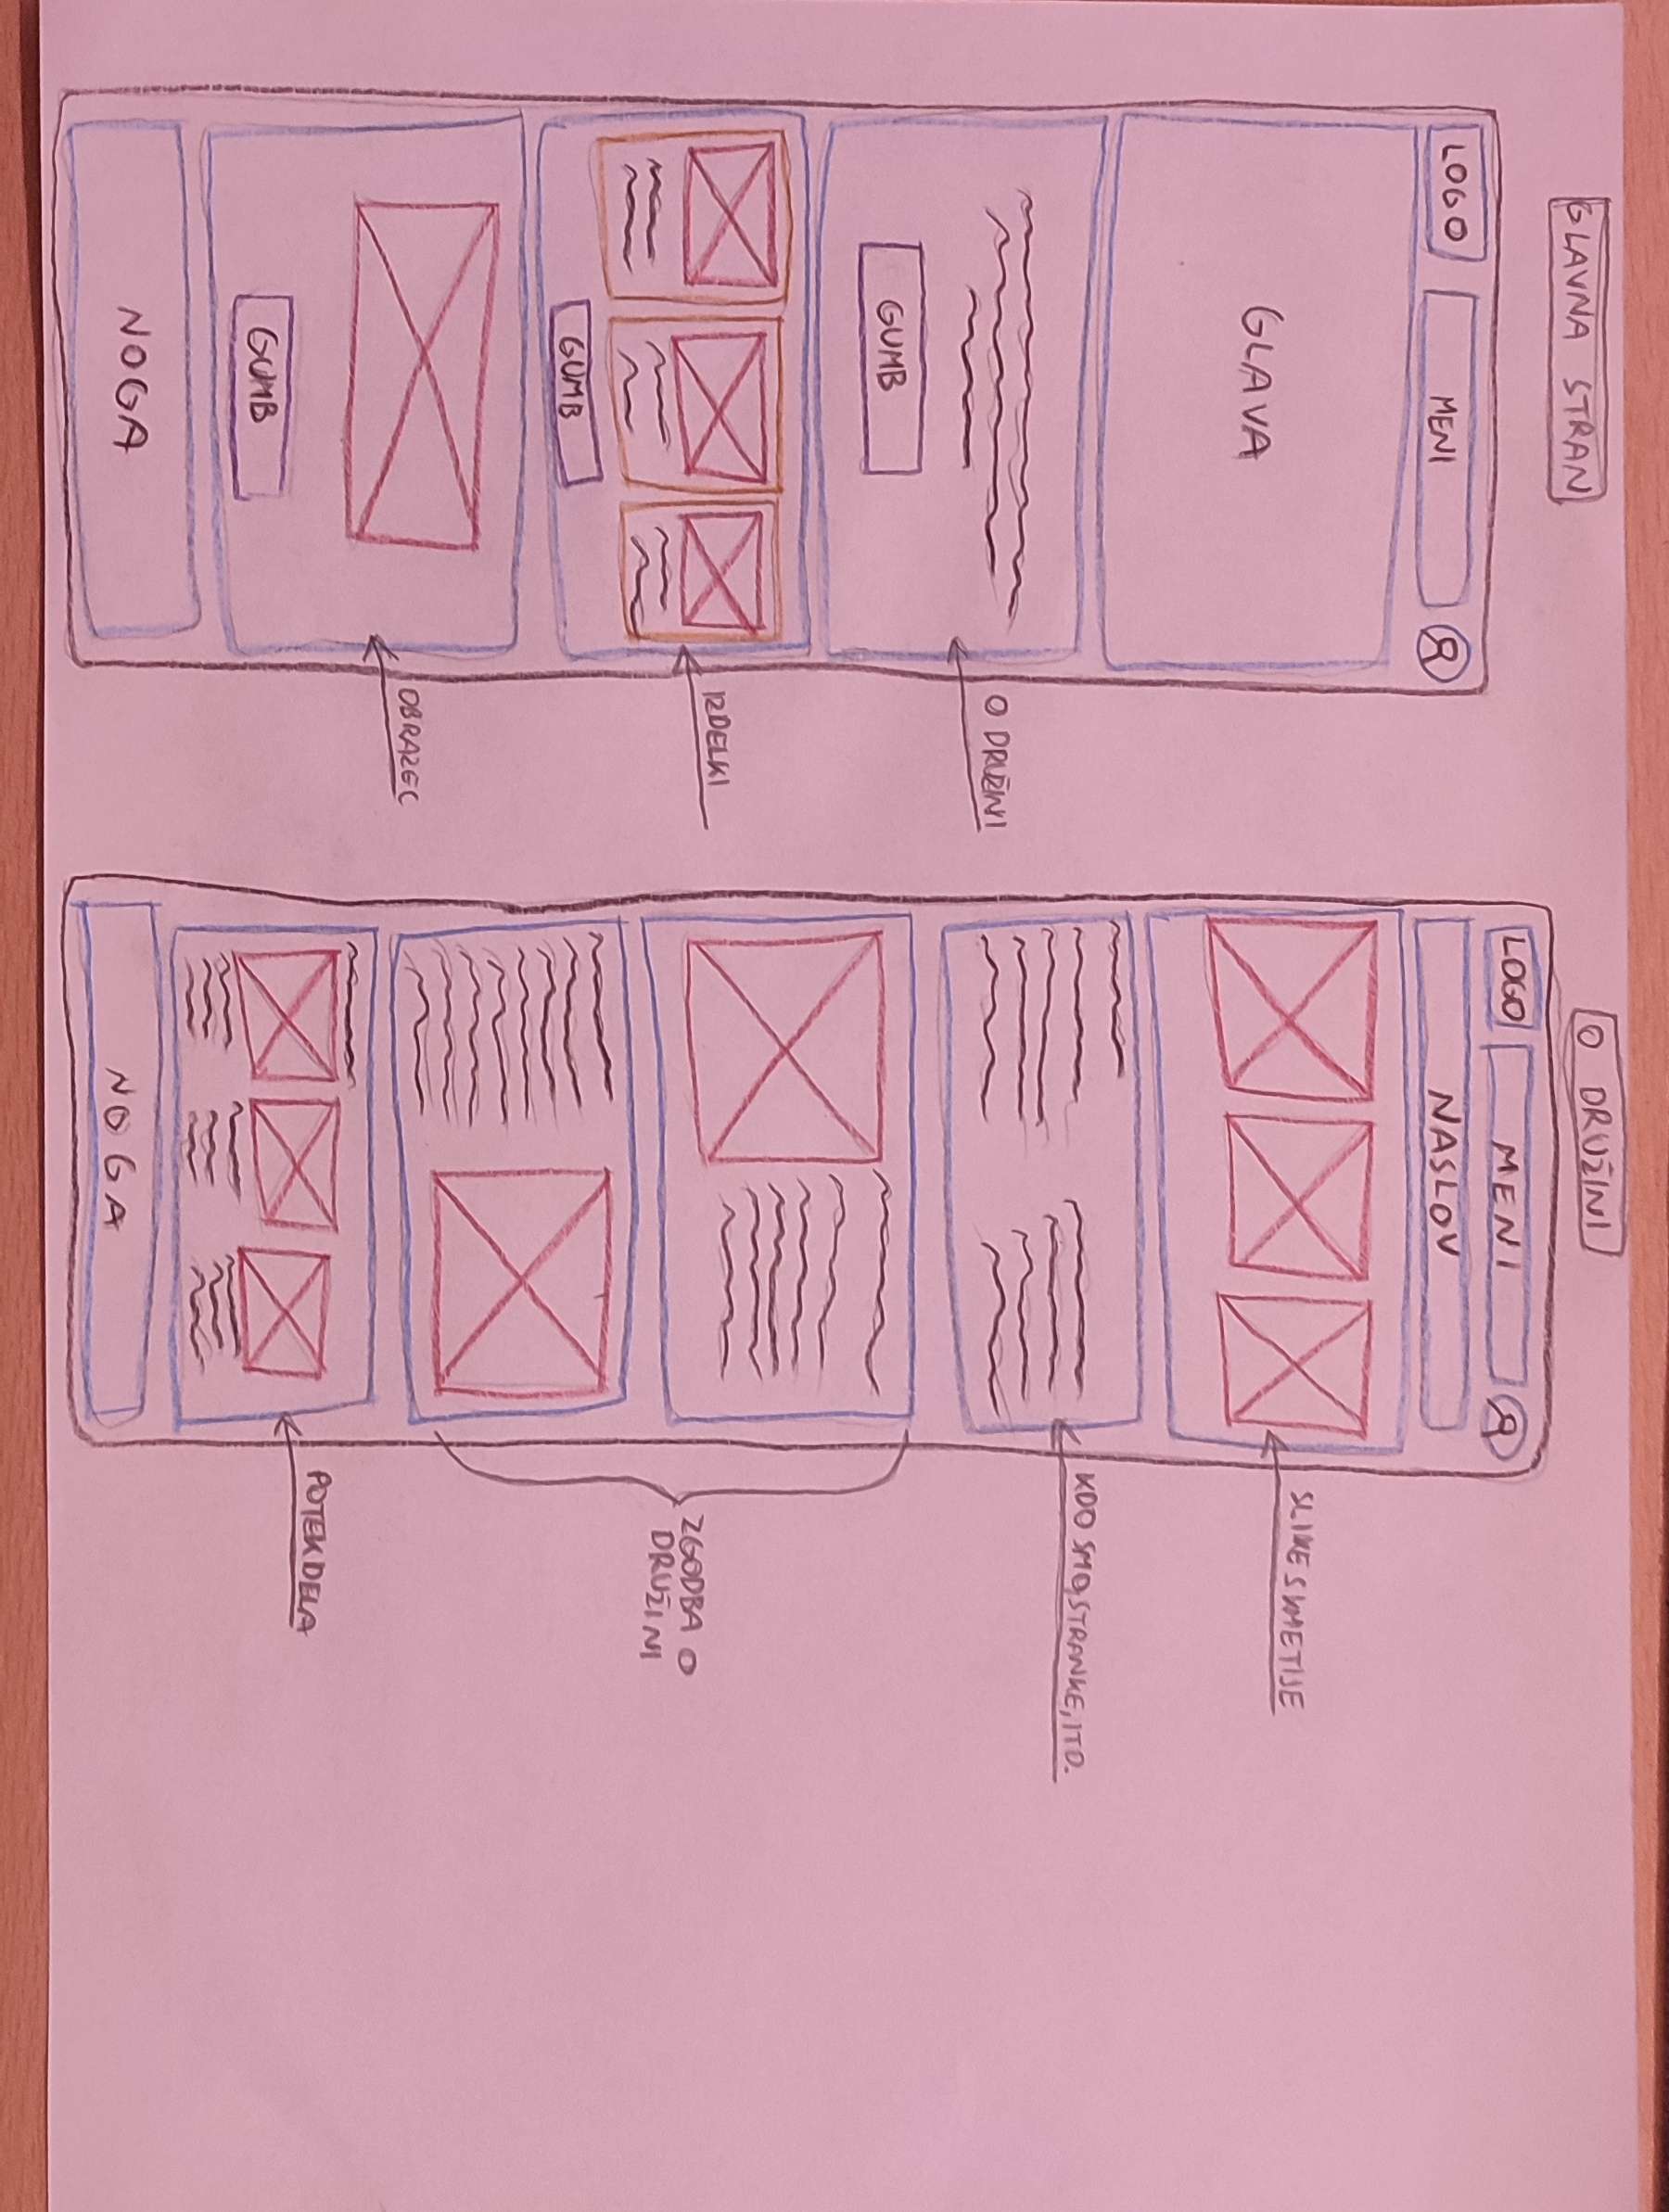 GLAVNA STRAN
LOGO
MENI
GLAVA
O DRUŽINI
GUMB
IZDELKI
GUMB
OBRAZEC
GUMB
NOGA
O DRUŽINI
LOGO
MENI
NASLOV
SLIKE S KMETIJE
KDO SMO, STRANKE, ITD.
ZGODBA O
DRUŽINI
POTEK DELA
NOGA